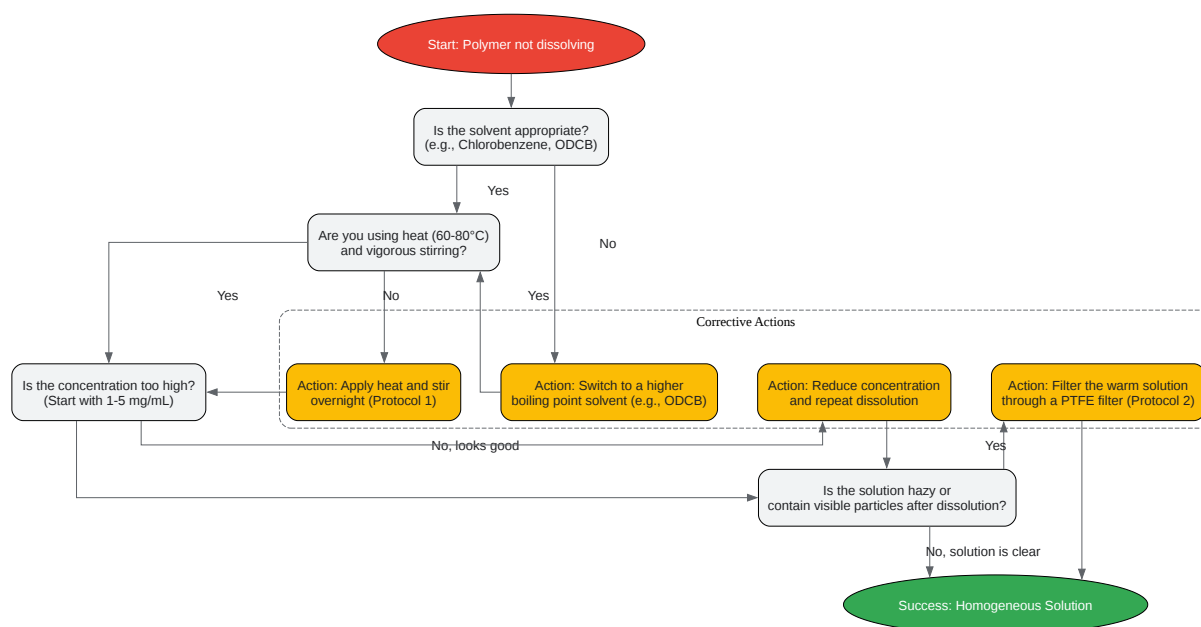 Start: Polymer not dissolving
Is the solvent appropriate?
(e.g., Chlorobenzene, ODCB)
Yes
Are you using heat (60-80°C)
and vigorous stirring?
No
Yes
No
Yes
Corrective Actions
Is the concentration too high?
(Start with 1-5 mg/mL)
Action: Apply heat and stir
overnight (Protocol 1)
Action: Switch to a higher
boiling point solvent (e.g., ODCB)
Action: Reduce concentration
and repeat dissolution
Action: Filter the warm solution
through a PTFE filter (Protocol 2)
No, looks good
Yes
Is the solution hazy or
contain visible particles after dissolution?
No, solution is clear
Success: Homogeneous Solution